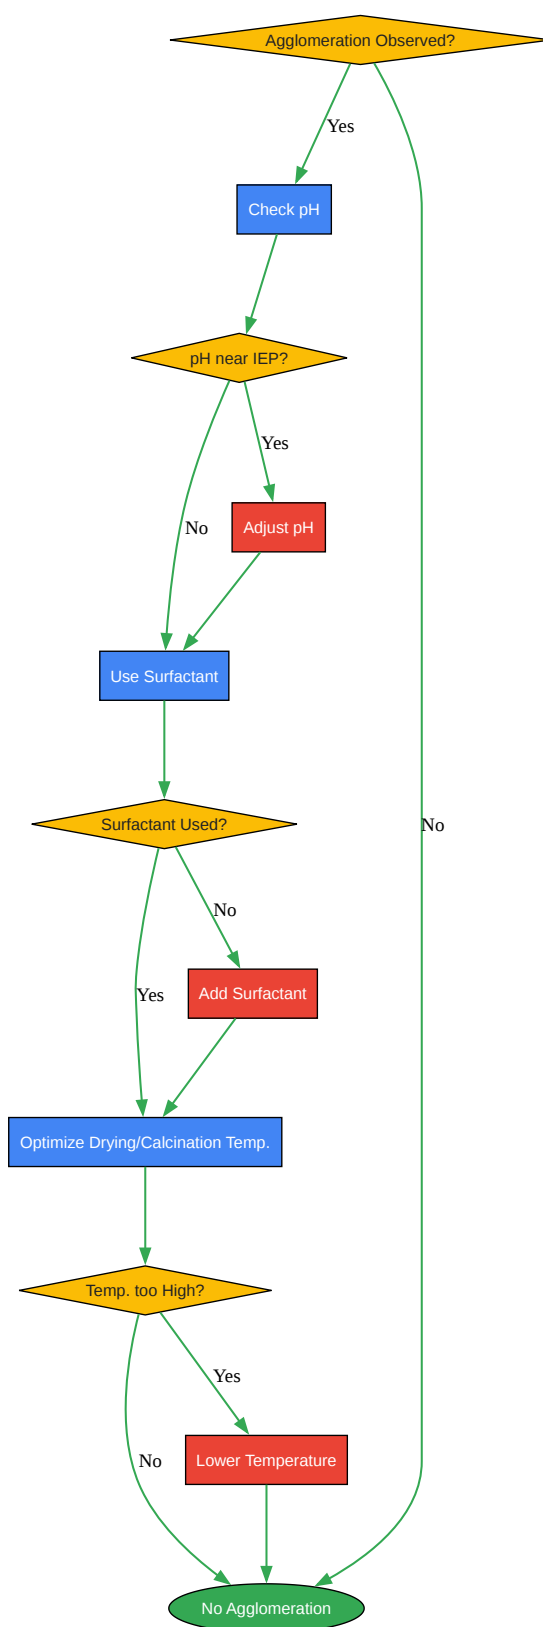 Agglomeration Observed?
Yes
Check pH
pH near IEP?
Yes
No
Adjust pH
Use Surfactant
Surfactant Used?
No
No
Yes
Add Surfactant
Optimize Drying/Calcination Temp.
Temp. too High?
Yes
No
Lower Temperature
No Agglomeration